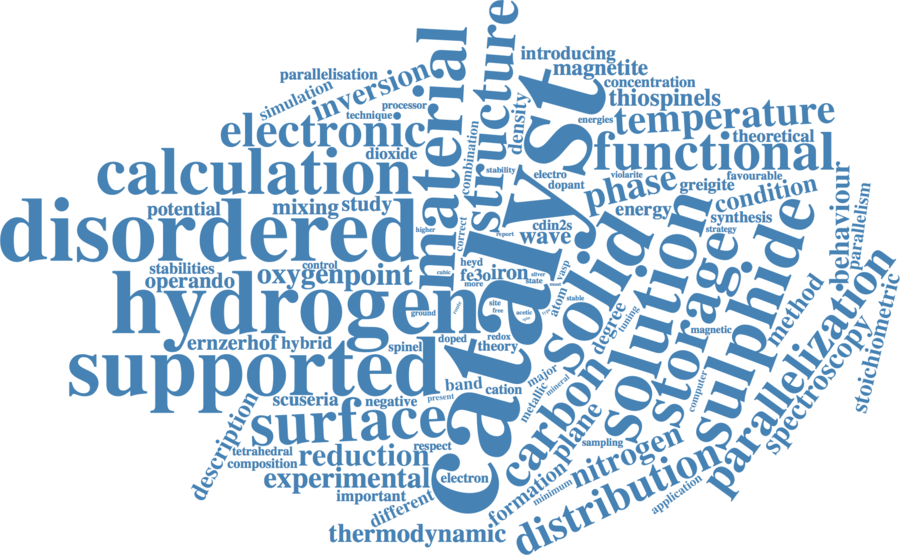 introducing
magnetite
parallelisation
concentration
simulation
inversion
thiospinels
processor
technique
material
structure
density
energies
temperature
electronic
theoretical
functional
dioxide
combination
catalyst
calculation
stability
electro
violarite
favourable
dopant
phase
greigite
condition
behaviour
parallelism
potential
mixing
study
energy
synthesis
disordered
higher
correct
report
cdin2s
wave
strategy
stabilities
control
operando
oxygen
point
cubic
heyd
fe3o
iron
silver
state
more
vasp
atom
stable
solid
solution
storage
sulphide
method
hydrogen
ground
site
free
acetic
degree
tuning
magnetic
parallelization
spectroscopy
stoichiometric
ernzerhof
hybrid
spinel
doped
redox
theory
supported
band
cation
major
mineral
metallic
present
carbon
computer
scuseria
negative
surface
plane
description
respect
sampling
nitrogen
tetrahedral
composition
reduction
experimental
electron
formation
minimum
distribution
application
important
different
thermodynamic